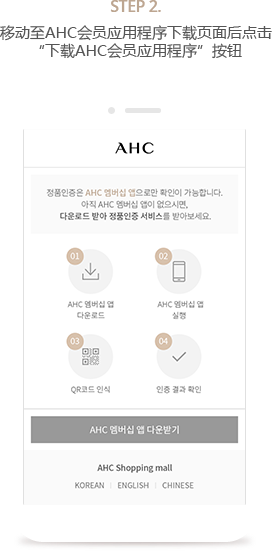 STEP 2.
移动至AHC会员应用程序下载页面后点击
“下载AHC会员应用程序”按钮
AHC
정품인증은 AHC 멤버십 앱으로만 확인이 가능합니다.
아직 AHC 멤버십 앱이 없으시면,
다운로드 받아 정품인증 서비스를 받아보세요.
01
02
AHC 멤버십 앱
다운로드
AHC 멤버십 앱
실행
03
04
QR코드 인식
인증 결과 확인
AHC 멤버십 앱 다운받기
AHC Shopping mall
KOREAN | ENGLISH | CHINESE